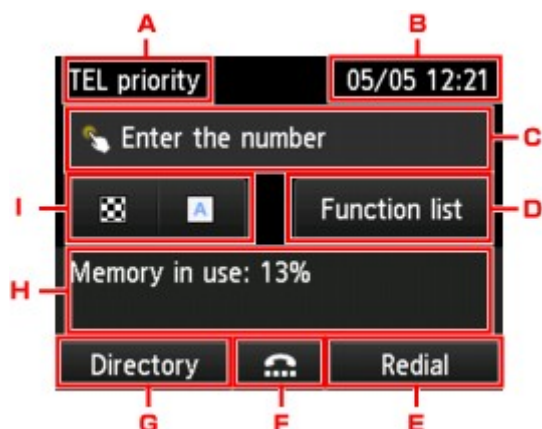 A
B
TEL priority
05/05 12:21
Enter the number
C
I
A
Function list
D
H
Memory in use: 13%
Directory
Redial
G
F
E